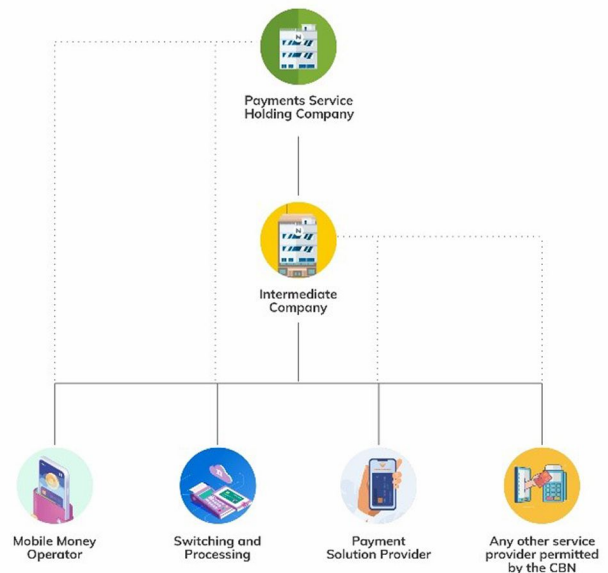 Payments Service
Holding Company
Intermediate
Company
Mobile Money
Operator
Switching and
Processing
Payment
Solution Provider
Any other service
provider permitted
by the CBN